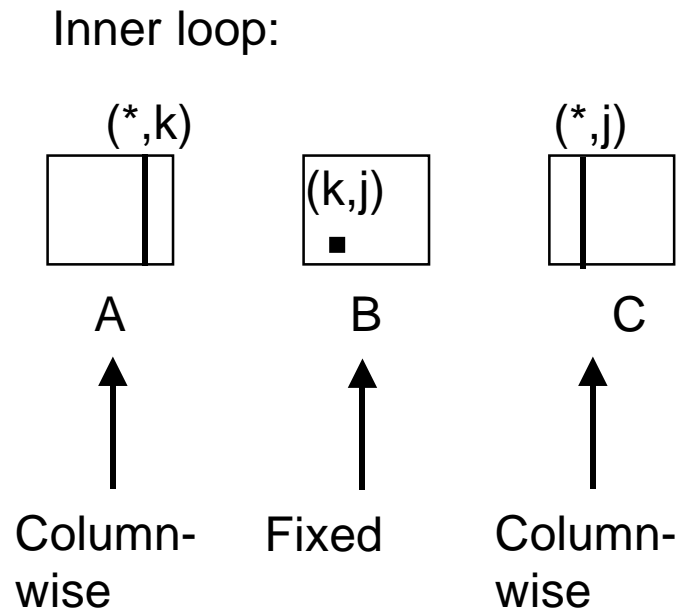 Inner loop:
(*,k)
(*,j)
(k,j)
A
B
C
Column-
wise
Fixed
Column-
wise